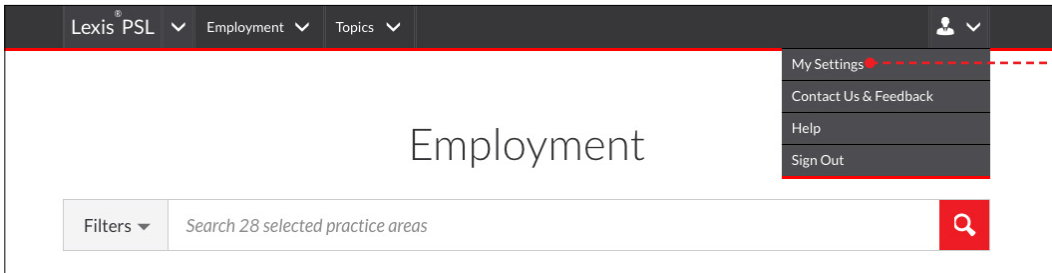 Lexis®PSL Employment Topics
My Settings
Contact Us & Feedback
Help
Sign Out
Employment
Filters Search 28 selected practice areas